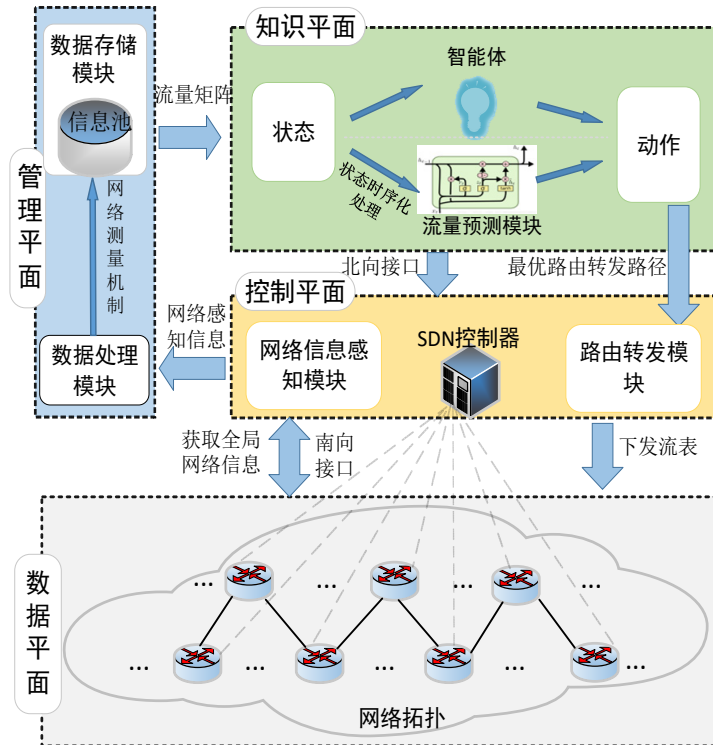 数据存储
模块
信息池
管理平面
网络测量机制
数据处理
模块
流量矩阵
知识平面
状态
智能体
状态时序化
处理
流量预测模块
动作
北向接口
最优路由转发路径
控制平面
网络感
知信息
网络信息感
知模块
SDN控制器
路由转发模
块
获取全局
网络信息
南向
接口
下发流表
数据平面
...
...
...
...
...
...
...
...
...
网络拓扑